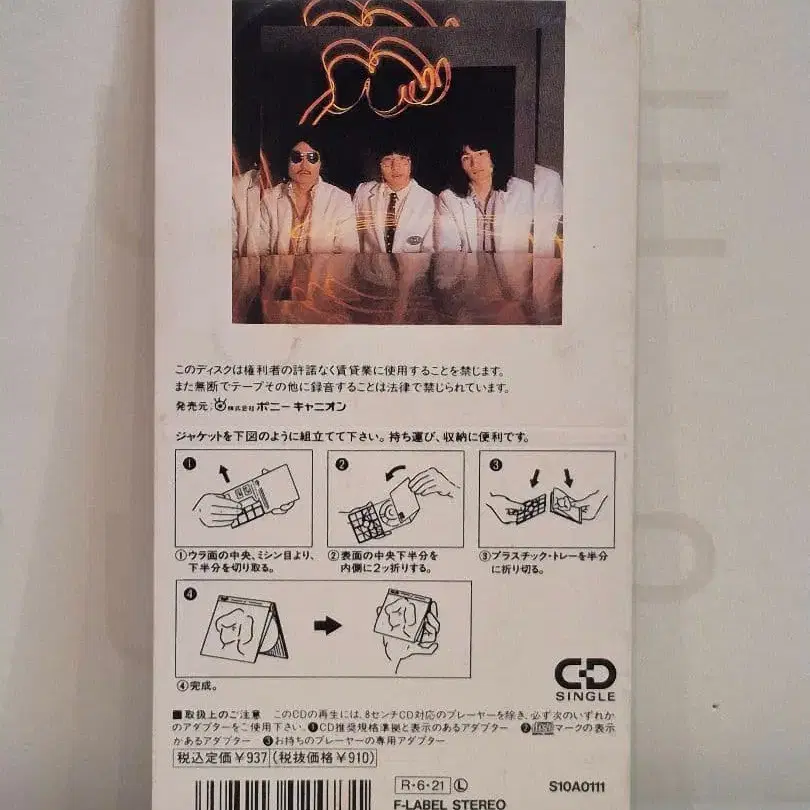 このディスクは権利者の許諾なく賃貸業に使用することを禁じます。
また無断でテープその他に録音することは法律で禁じられています。
発売元:株式会社 ポニー キャニオン
ジャケットを下図のように組立てて下さい。持ち運び、収納に便利です。
❶ ❷ ❸
①ウラ面の中央、ミシン目より、下半分を切り取る。
②表面の中央下半分を内側に2ッ折りする。
③プラスチック・トレーを半分に折り切る。
❹
④完成。
CD
SINGLE
■取扱上のご注意 このCDの再生には、8センチCD対応のプレーヤーを除き、必ず次のいずれか
のアダプターをご使用下さい。❶CD推奨規格準拠と表示のあるアダプター ❷マークの表示
があるアダプター ❸お持ちのプレーヤーの専用アダプター
税込定価¥937(税抜価格¥910)
R・6・21 Ⓛ S10A0111
F-LABEL STEREO